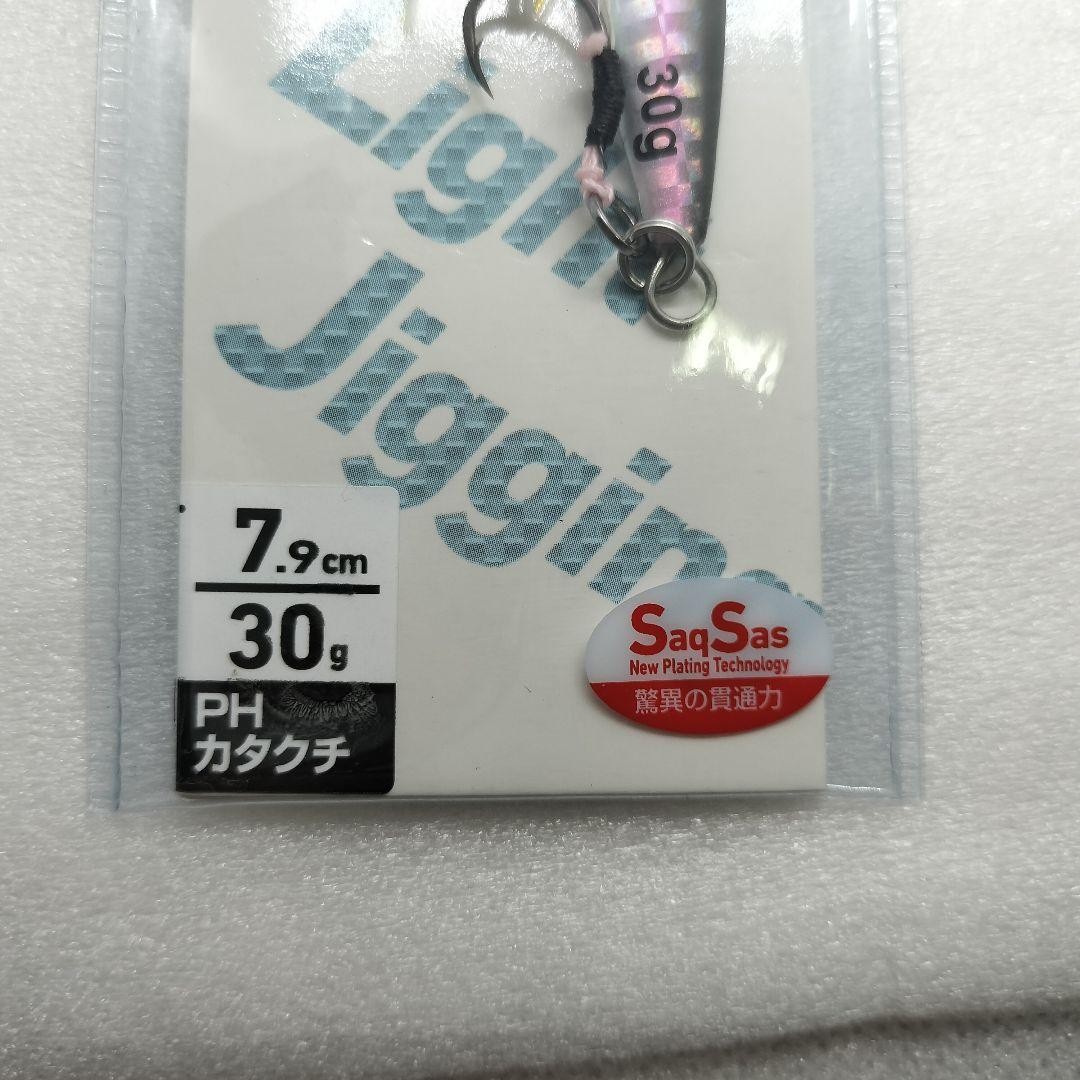 Light
30g
Jigging
7.9cm
30g
PH
カタクチ
SaqSas
New Plating Technology
驚異の貫通力